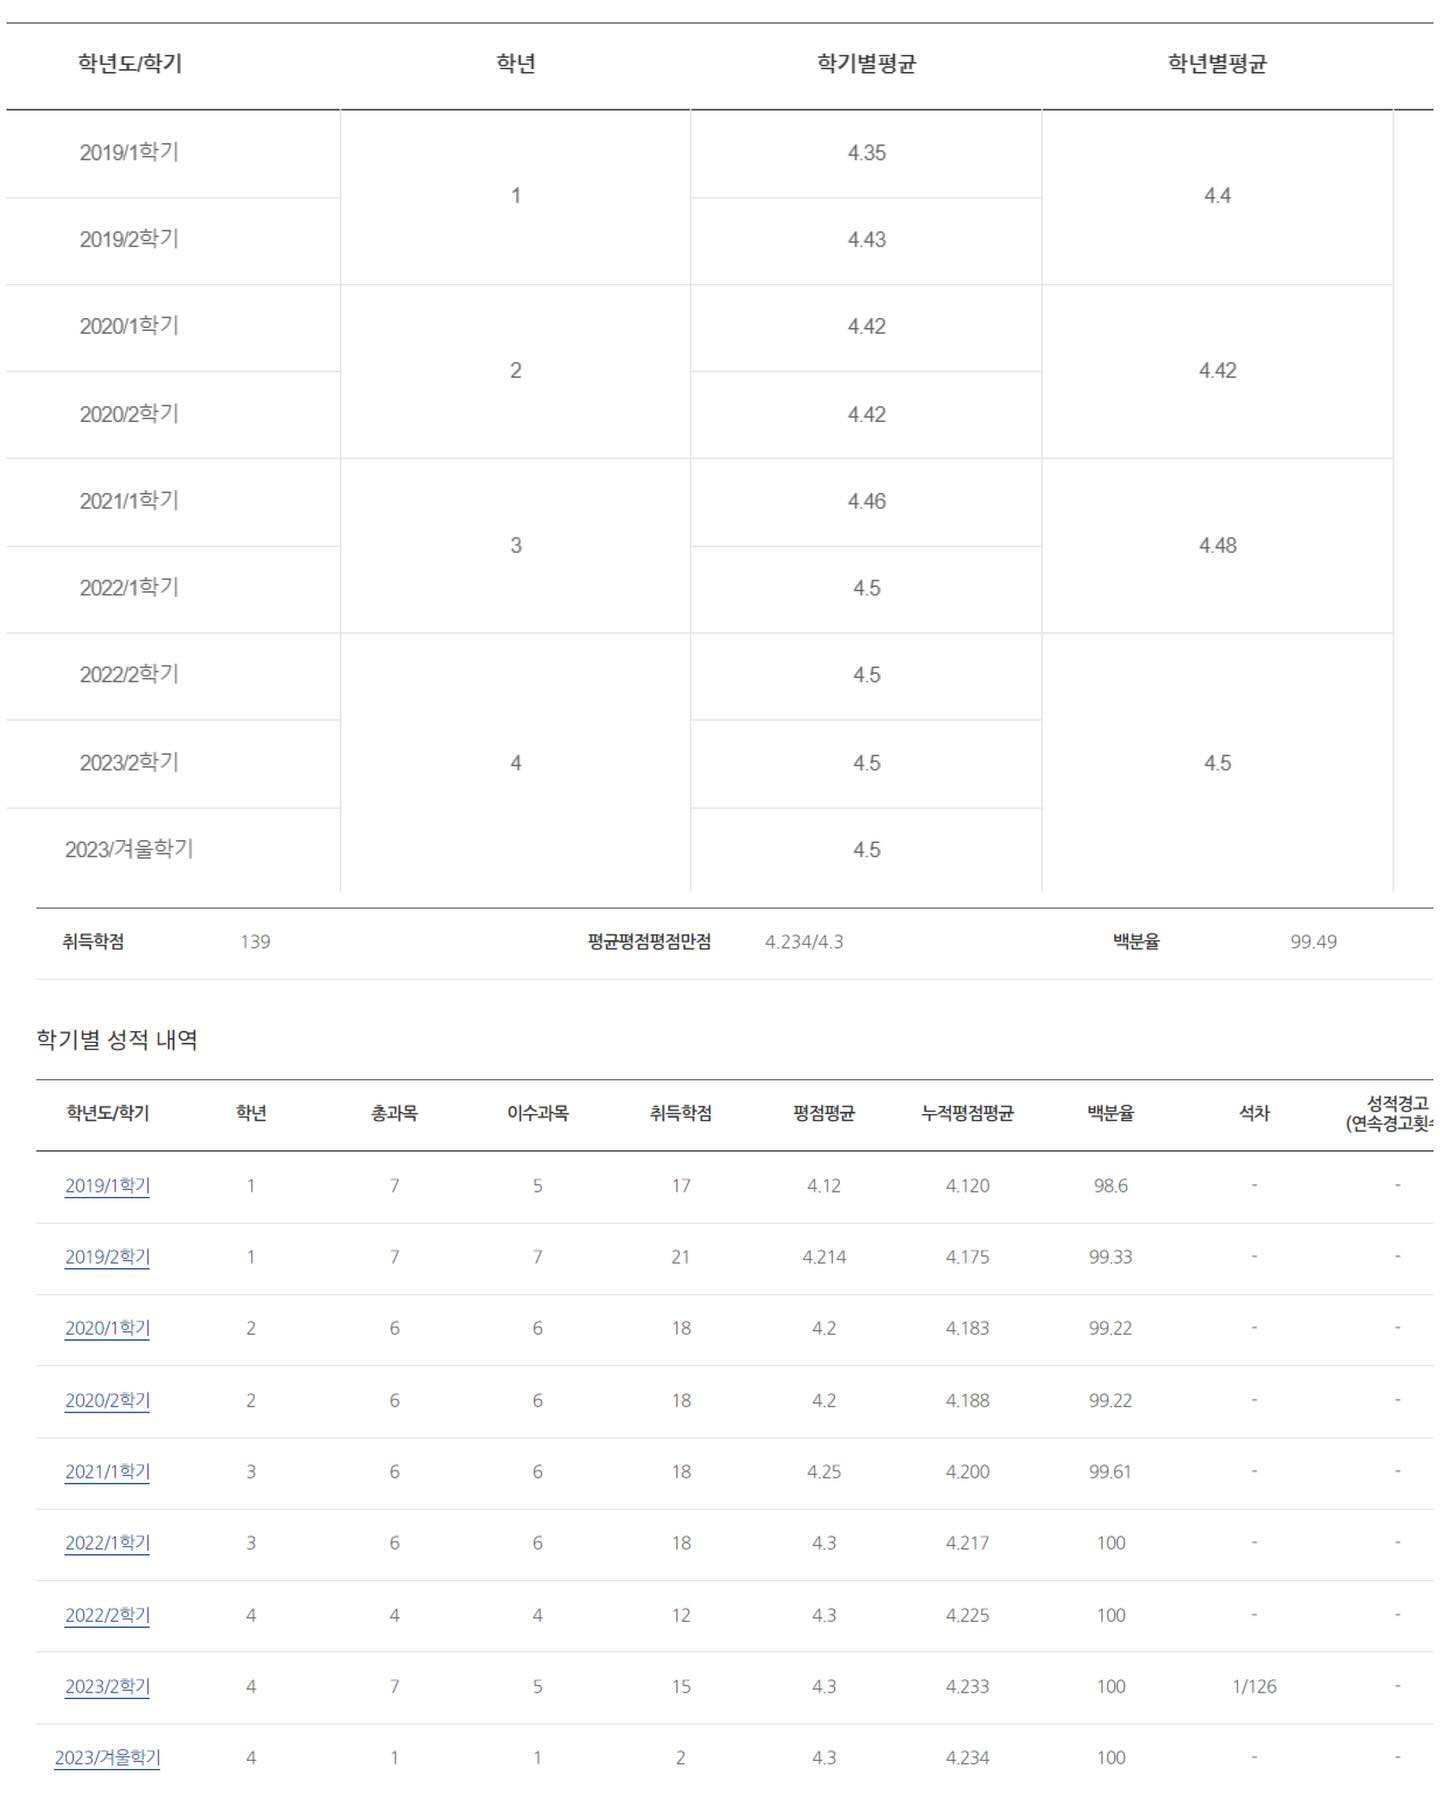 학년도/학기 학년 학기별평균 학년별평균
2019/1학기 4.35
1 4.4
2019/2학기 4.43
2020/1학기 4.42
2 4.42
2020/2학기 4.42
2021/1학기 4.46
3 4.48
2022/1학기 4.5
2022/2학기 4.5
2023/2학기 4 4.5 4.5
2023/겨울학기 4.5
취득학점 139 평균평점평점만점 4.234/4.3 백분율 99.49
학기별 성적 내역
학년도/학기 학년 총과목 이수과목 취득학점 평점평균 누적평점평균 백분율 석차 성적경고
(연속경고횟
2019/1학기 1 7 5 17 4.12 4.120 98.6 - -
2019/2학기 1 7 7 21 4.214 4.175 99.33 - -
2020/1학기 2 6 6 18 4.2 4.183 99.22 - -
2020/2학기 2 6 6 18 4.2 4.188 99.22 - -
2021/1학기 3 6 6 18 4.25 4.200 99.61 - -
2022/1학기 3 6 6 18 4.3 4.217 100 - -
2022/2학기 4 4 4 12 4.3 4.225 100 - -
2023/2학기 4 7 5 15 4.3 4.233 100 1/126 -
2023/겨울학기 4 1 1 2 4.3 4.234 100 - -